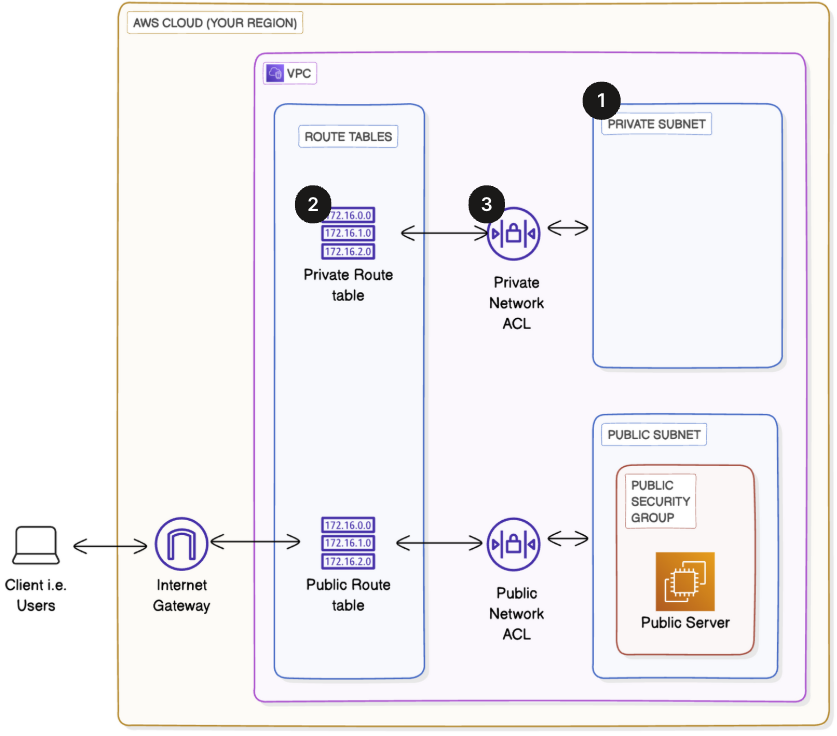 AWS CLOUD (YOUR REGION)
VPC
1
PRIVATE SUBNET
ROUTE TABLES
2
172.16.0.0
172.16.1.0
172.16.2.0
Private Route
table
3
Private
Network
ACL
PUBLIC SUBNET
PUBLIC
SECURITY
GROUP
Public Server
Client i.e.
Users
Internet
Gateway
172.16.0.0
172.16.1.0
172.16.2.0
Public Route
table
Public
Network
ACL